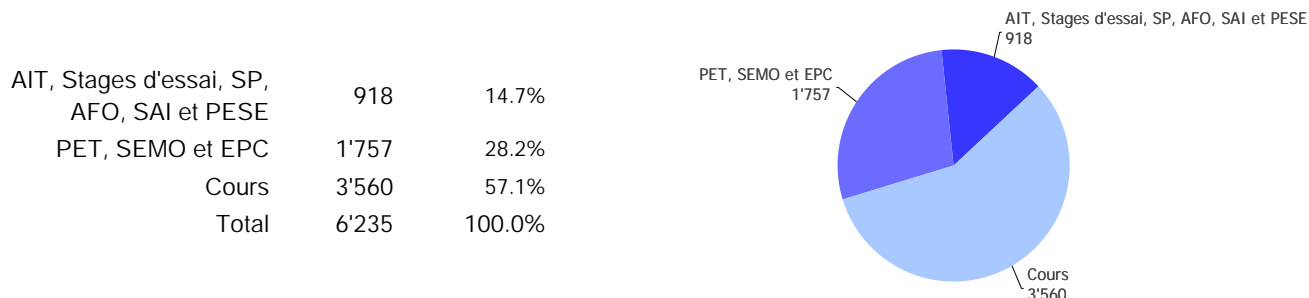 AIT, Stages d'essai, SP,
AFO, SAI et PESE
918 14.7%
PET, SEMO et EPC 1'757 28.2%
Cours 3'560 57.1%
Total 6'235 100.0%
AIT, Stages d'essai, SP, AFO, SAI et PESE
918
PET, SEMO et EPC
1'757
Cours
3'560